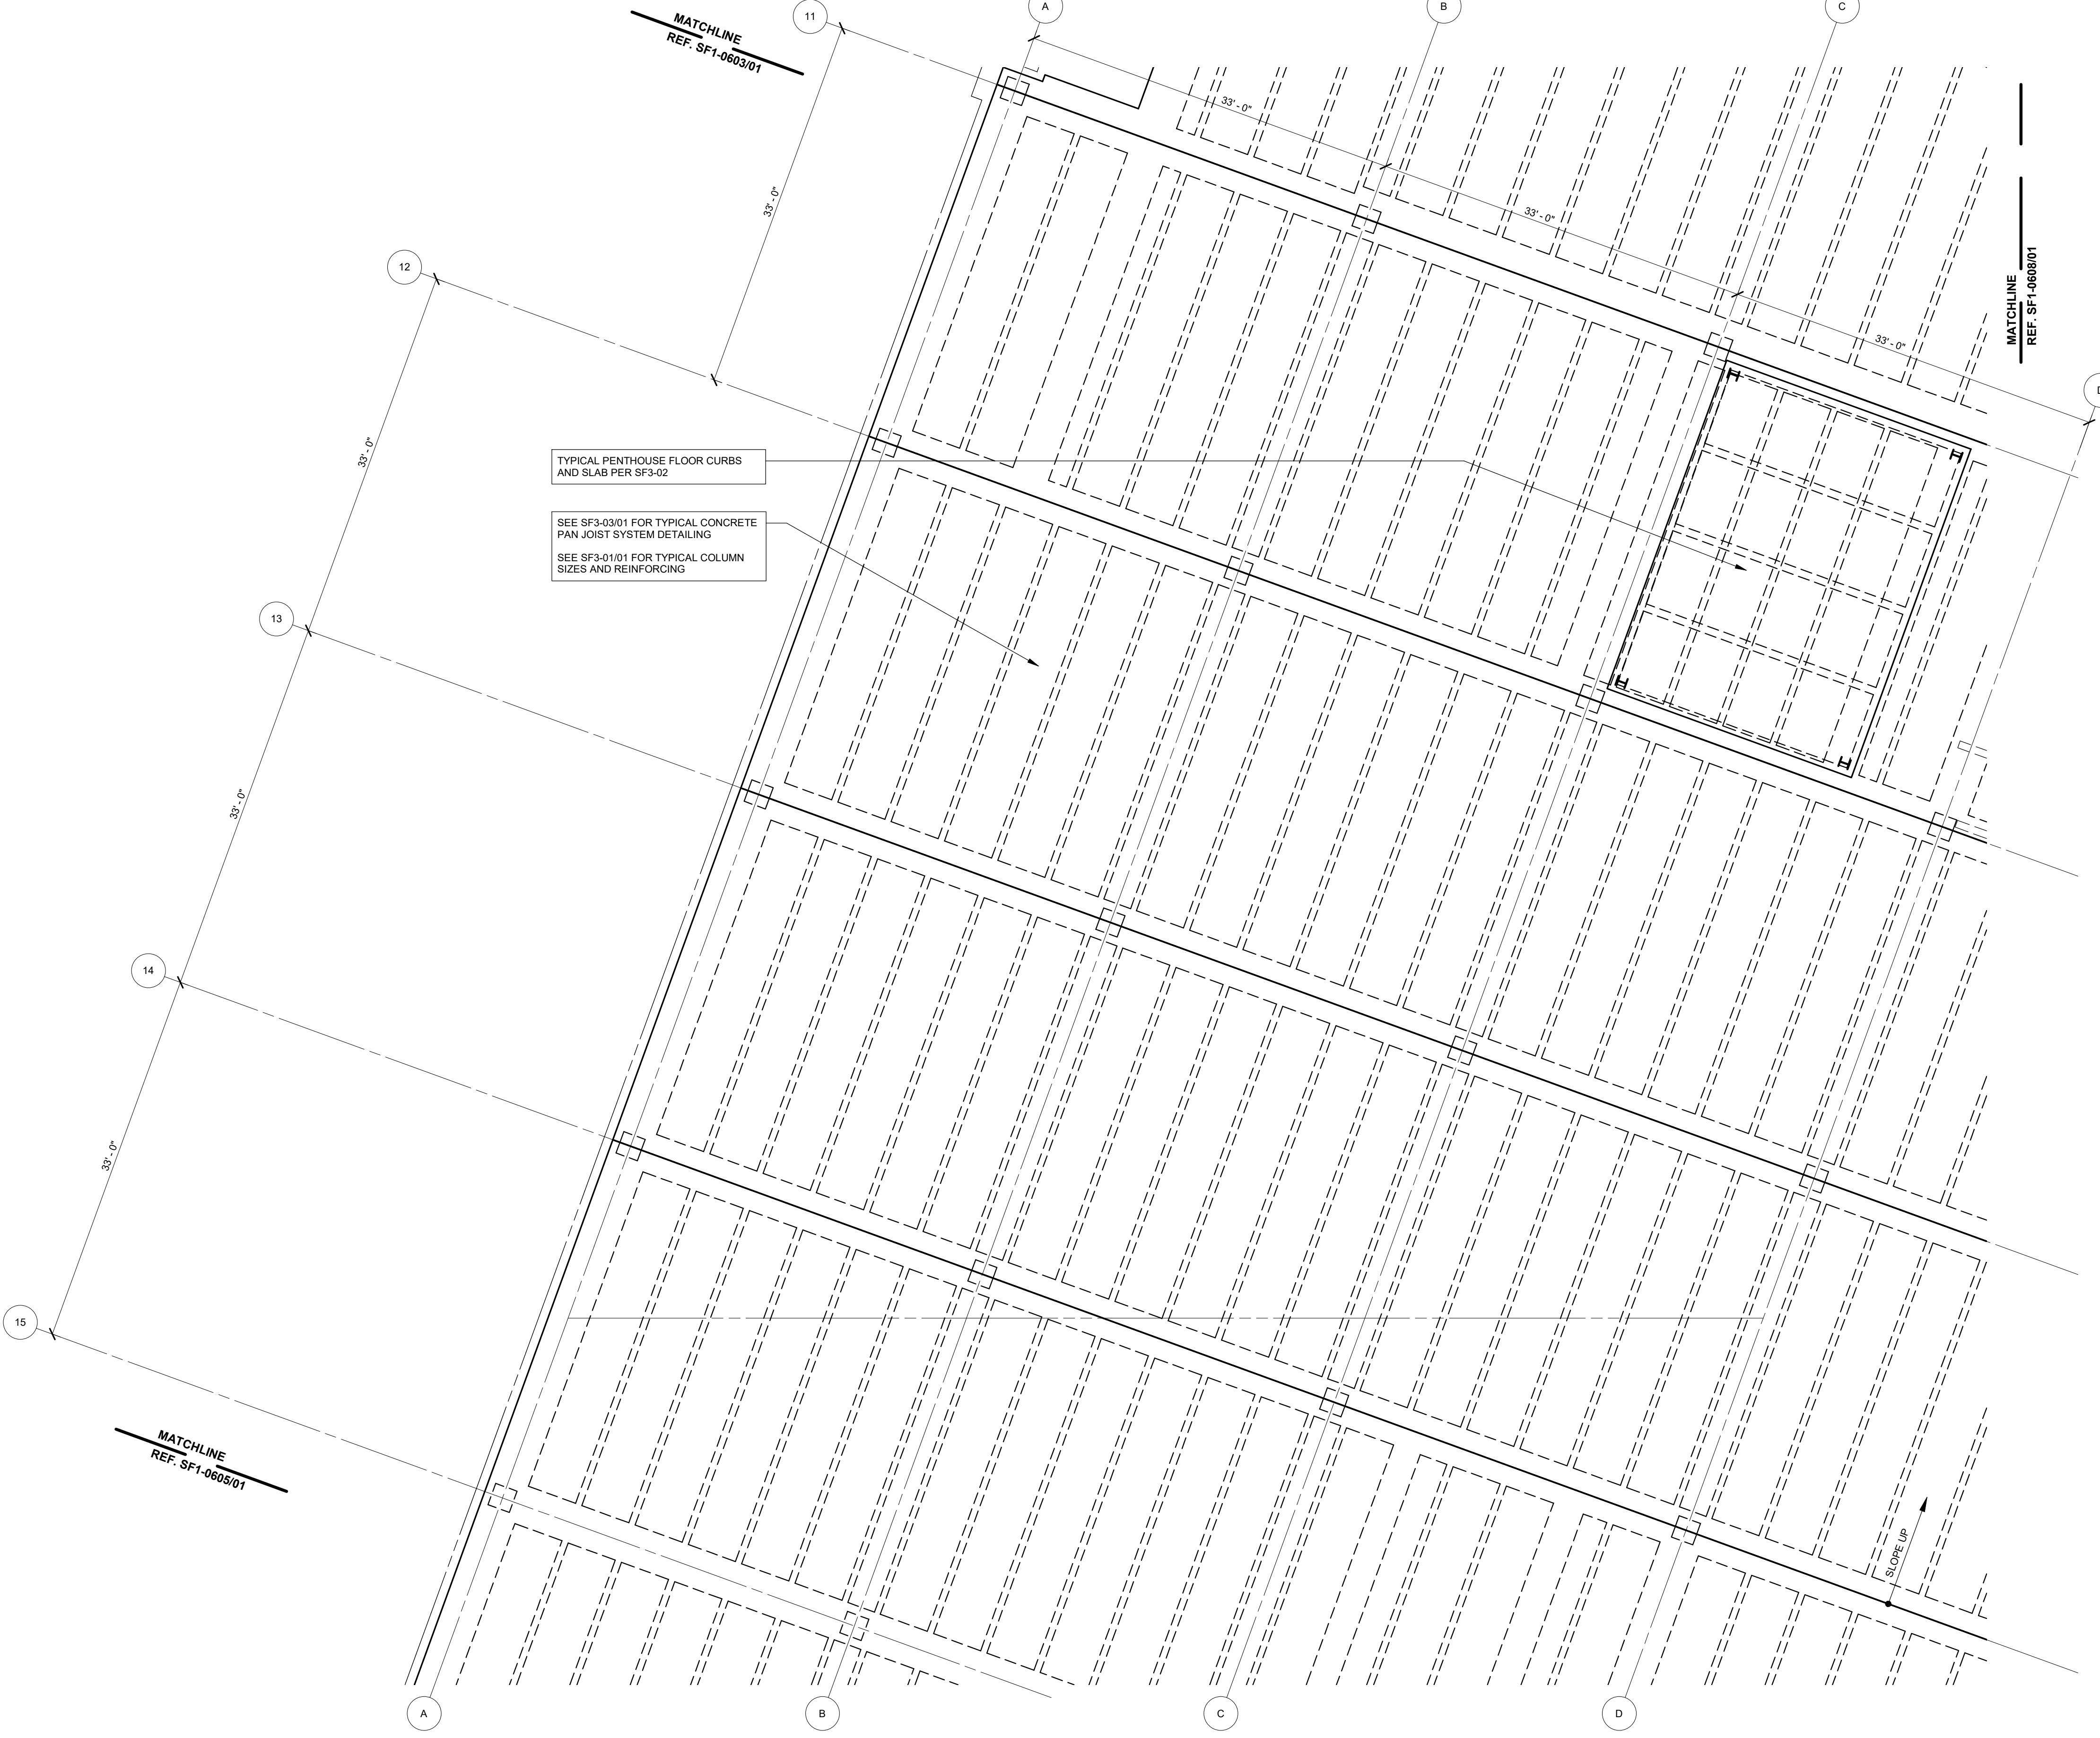 11
A
B
C
MATCHLINE
REF. SF1-0603/01
33' - 0"
33' - 0"
33' - 0"
33' - 0"
MATCHLINE
REF. SF1-0608/01
12
D
33' - 0"
TYPICAL PENTHOUSE FLOOR CURBS
AND SLAB PER SF3-02
SEE SF3-03/01 FOR TYPICAL CONCRETE
PAN JOIST SYSTEM DETAILING
SEE SF3-01/01 FOR TYPICAL COLUMN
SIZES AND REINFORCING
13
33' - 0"
14
33' - 0"
15
MATCHLINE
REF. SF1-0605/01
SLOPE UP
A
B
C
D